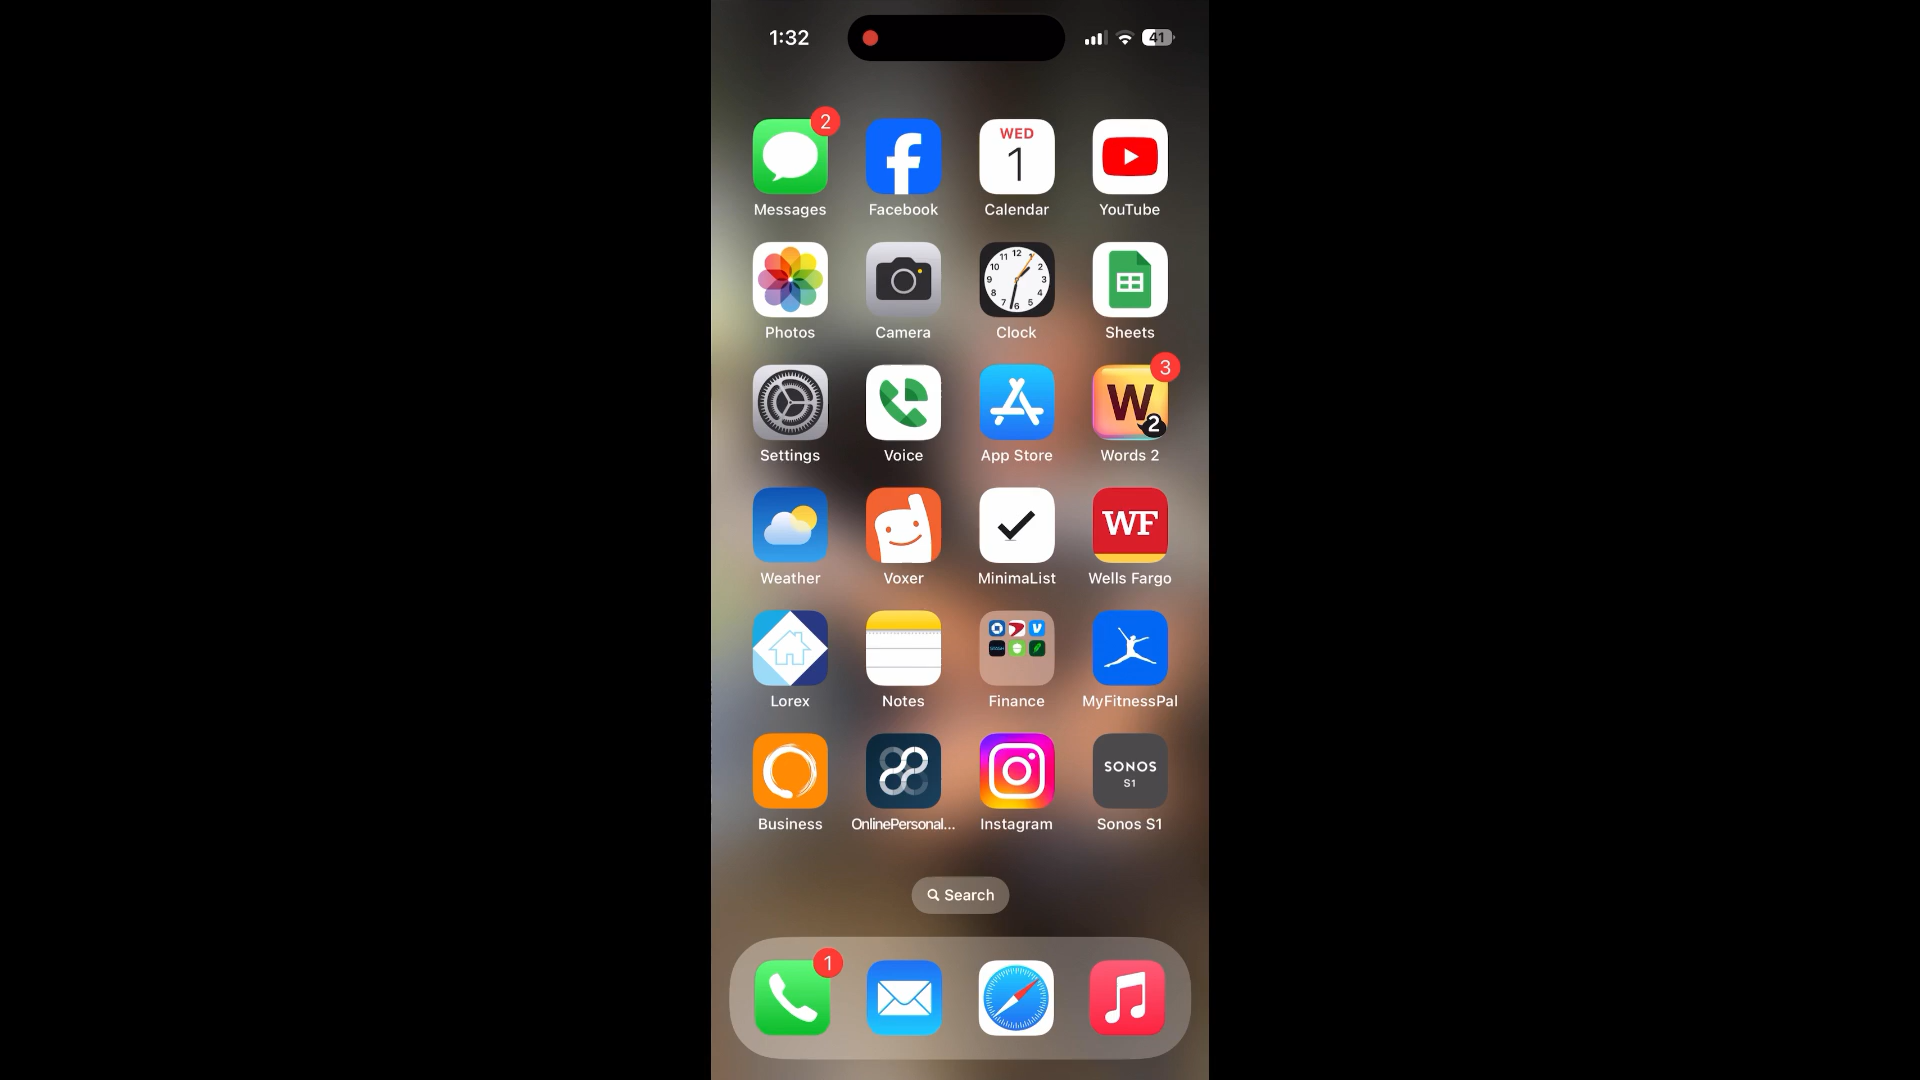 1:32
41
2
WED
1
Messages
Facebook
Calendar
YouTube
Photos
Camera
Clock
Sheets
3
W
2
Settings
Voice
App Store
Words 2
WF
Weather
Voxer
MinimaList
Wells Fargo
Lorex
Notes
Finance
MyFitnessPal
SONOS
S1
Business
OnlinePersonal...
Instagram
Sonos S1
Search
1